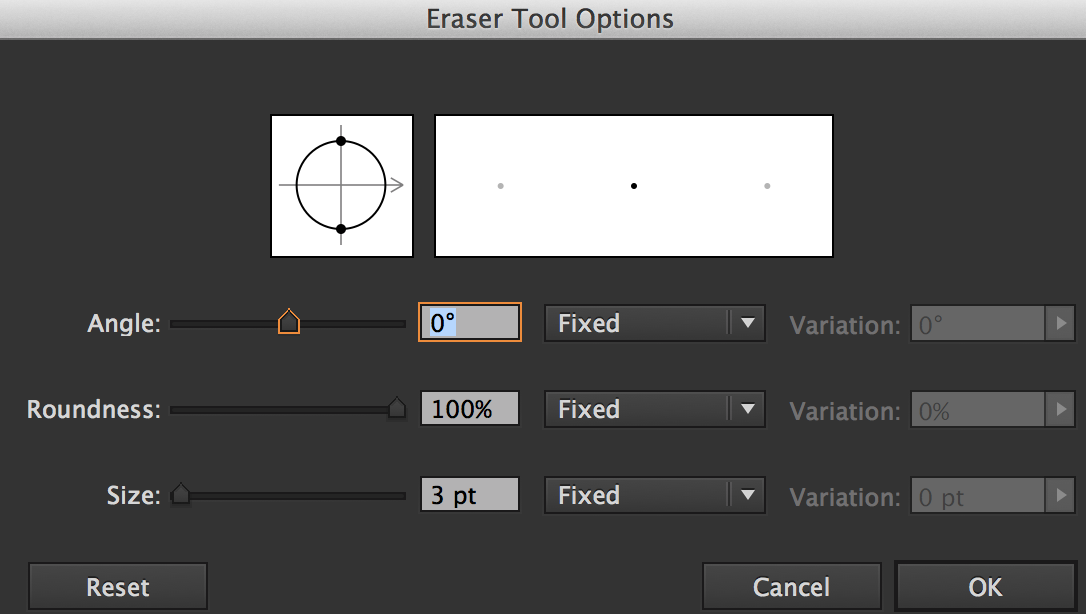 Eraser Tool Options
Angle: 0° Fixed Variation: 0°
Roundness: 100% Fixed Variation: 0%
Size: 3 pt Fixed Variation: 0 pt
Reset Cancel OK